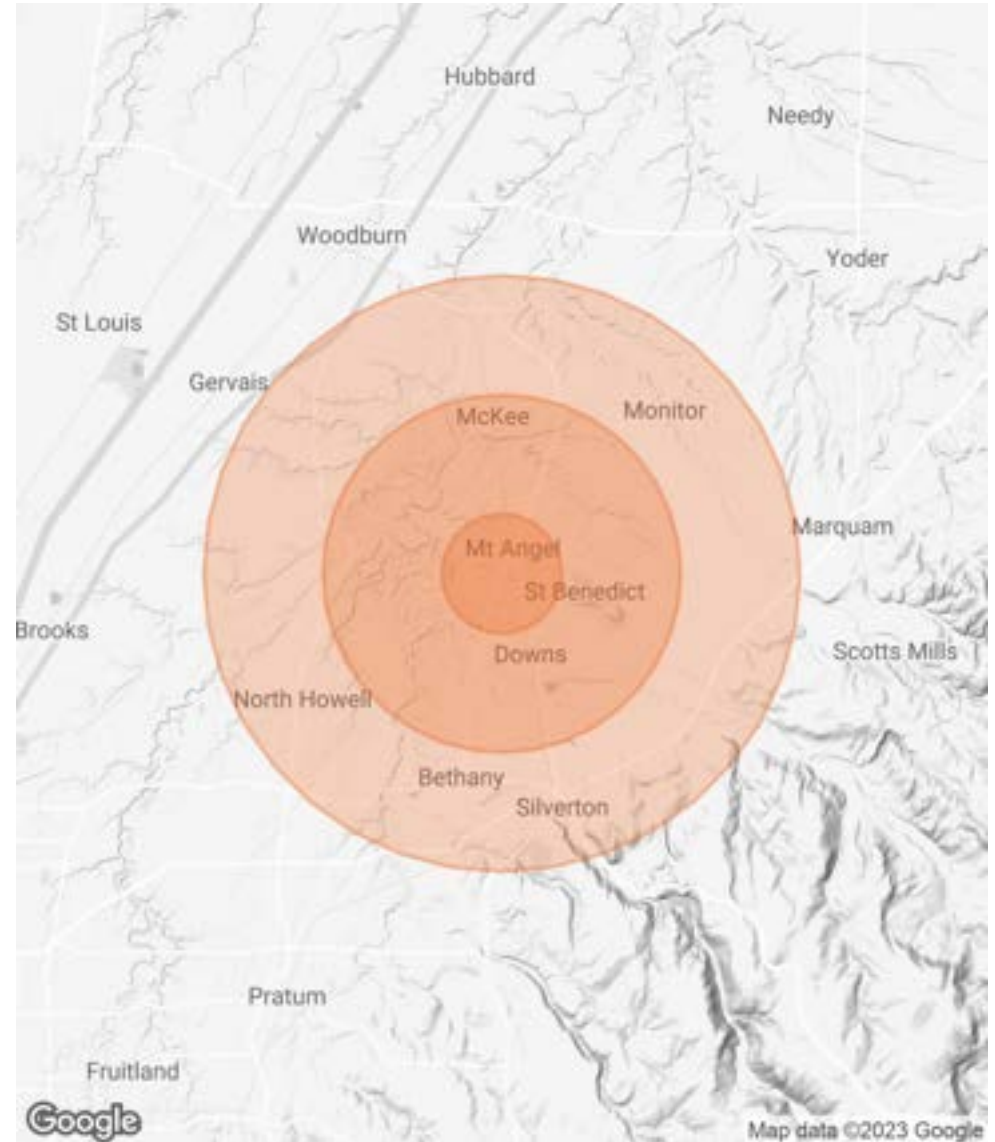 Hubbard
Needy
Woodburn
Yoder
St Louis
Gervais
McKee
Monitor
Marquam
Mt Angel
St Benedict
Brooks
Downs
Scotts Mills
North Howell
Bethany
Silverton
Pratum
Fruitland
Google
Map data ©2023 Google